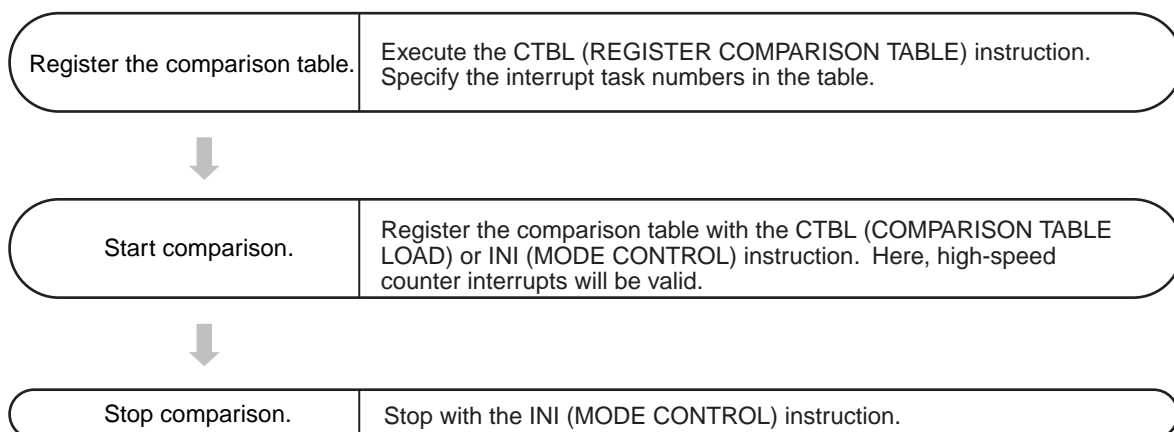 Register the comparison table.
Execute the CTBL (REGISTER COMPARISON TABLE) instruction.
Specify the interrupt task numbers in the table.
Start comparison.
Register the comparison table with the CTBL (COMPARISON TABLE
LOAD) or INI (MODE CONTROL) instruction.  Here, high-speed
counter interrupts will be valid.
Stop comparison.
Stop with the INI (MODE CONTROL) instruction.